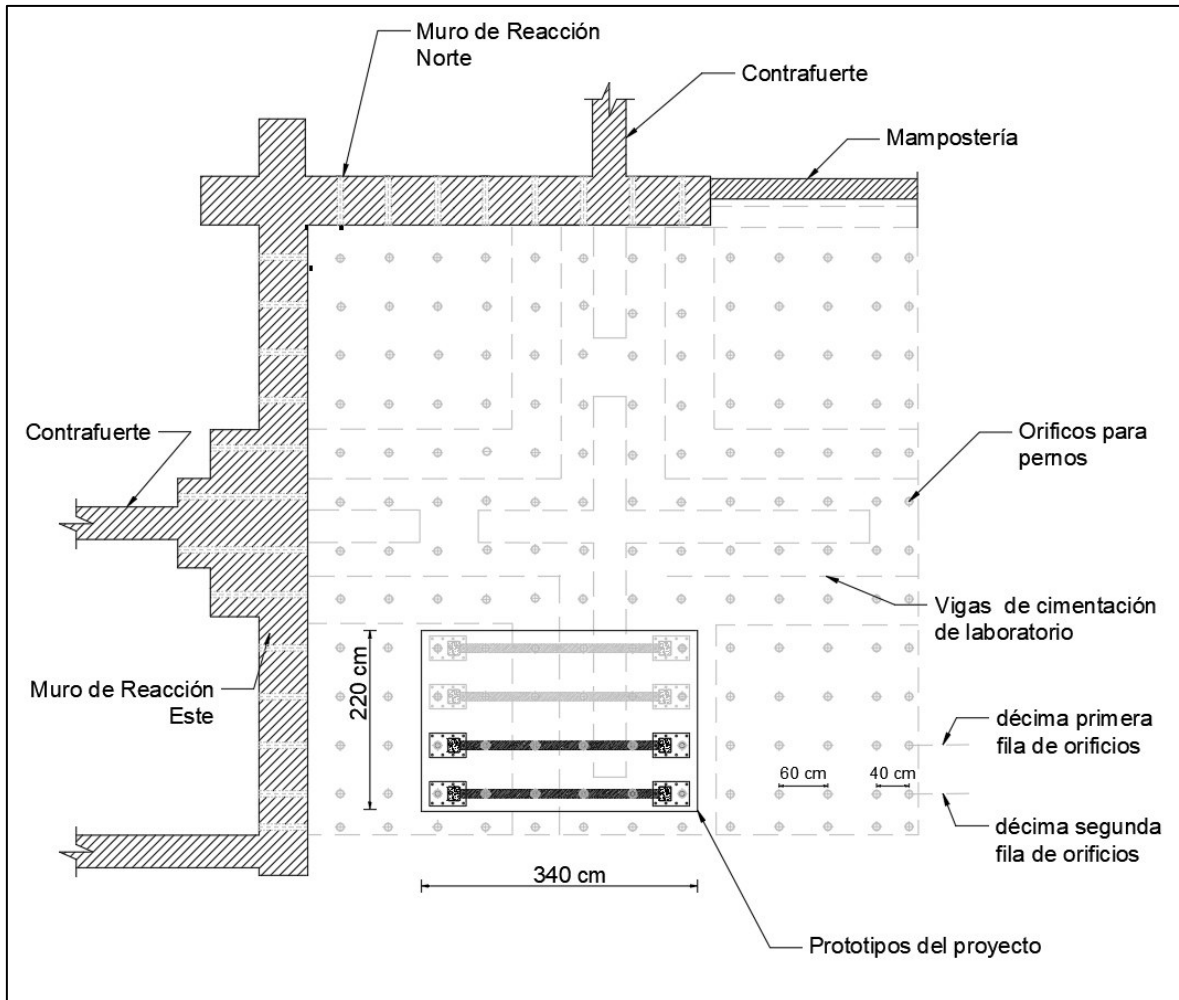 Muro de Reacción
Norte
Contrafuerte
Mampostería
Contrafuerte
Orificos para
pernos
Vigas de cimentación
de laboratorio
Muro de Reacción
Este
220 cm
décima primera
fila de orificios
60 cm
40 cm
décima segunda
fila de orificios
340 cm
Prototipos del proyecto